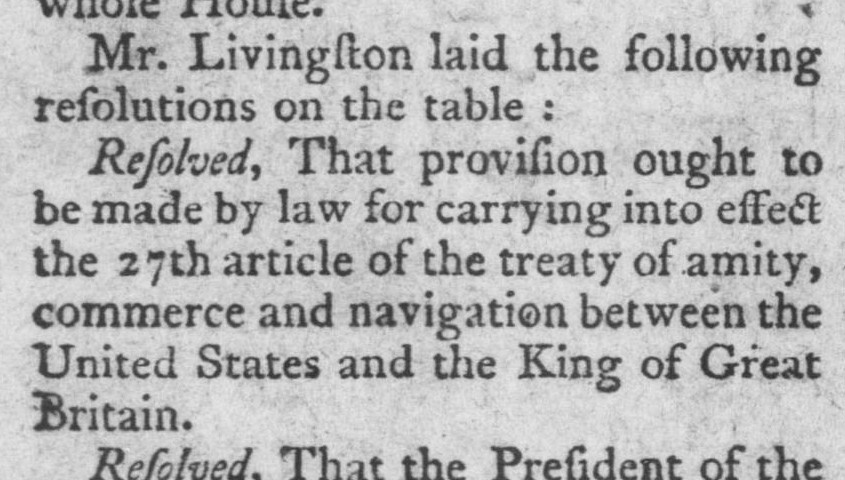 whole House.
Mr. Livingſton laid the following
reſolutions on the table :
Reſolved, That proviſion ought to
be made by law for carrying into effect
the 27th article of the treaty of amity,
commerce and navigation between the
United States and the King of Great
Britain.
Reſolved, That the Preſident of the